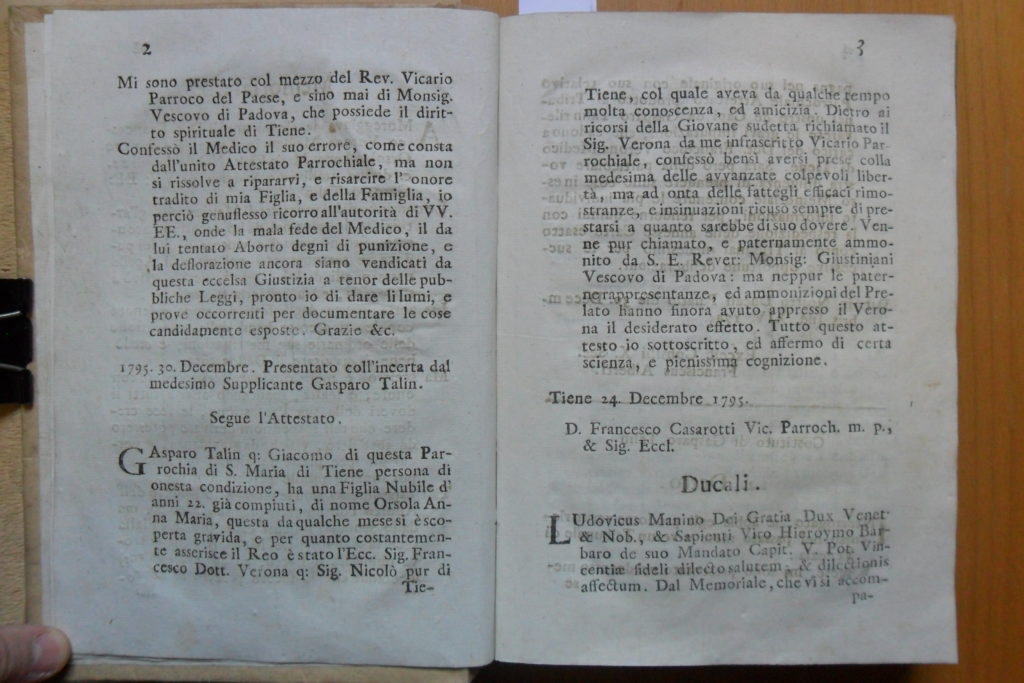 2
Mi sono prestato col mezzo del Rev. Vicario
Parroco del Paese, e sino mai di Monsig.
Vescovo di Padova, che possiede il dirit-
to spirituale di Tiene.
Confessò il Medico il suo errore, come consta
dall'unito Attestato Parrochiale, ma non
si rissolve a ripararvi, e risarcire l'onore
tradito di mia Figlia, e della Famiglia, io
perciò genuflesso ricorro all'autorità di VV.
EE., onde la mala fede del Medico, il da
lui tentato Aborto degni di punizione, e
la deflorazione ancora siano vendicati da
questa eccelsa Giustizia a tenor delle pub-
bliche Leggi, pronto io di dare li lumi, e
prove occorrenti per documentare le cose
candidamente esposte. Grazie &c.
1795. 30. Decembre. Presentato coll'incerta dal
medesimo Supplicante Gasparo Talin.
Segue l'Attestato.
GAsparo Talin q: Giacomo di questa Par-
rochia di S. Maria di Tiene persona di
onesta condizione, ha una Figlia Nubile d'
anni 22. già compiuti, di nome Orsola An-
na Maria, questa da qualche mese si è sco-
perta gravida, e per quanto costantemen-
te asserisce il Reo è stato l'Ecc. Sig. Fran-
cesco Dott. Verona q: Sig. Nicolò pur di
Tie-
3
Tiene, col quale aveva da qualche tempo
molta conoscenza, ed amicizia. Dietro ai
ricorsi della Giovane sudetta richiamato il
Sig. Verona da me infrascritto Vicario Par-
rochiale, confessò bensì aversi prese colla
medesima delle avvanzate colpevoli liber-
tà, ma ad onta delle fattegli efficaci rimo-
stranze, e insinuazioni ricusò sempre di pre-
starsi a quanto sarebbe di suo dovere. Ven-
ne pur chiamato, e paternamente ammo-
nito da S. E. Rever: Monsig: Giustiniani
Vescovo di Padova: ma neppur le pater-
ne rappresentanze, ed ammonizioni del Pre-
lato hanno finora avuto appresso il Vero-
na il desiderato effetto. Tutto questo at-
testo io sottoscritto, ed affermo di certa
scienza, e pienissima cognizione.
Tiene 24. Decembre 1795.
D. Francesco Casarotti Vic. Parroch. m. p.,
& Sig. Eccl.
Ducali.
LUdovicus Manino Dei Gratia Dux Venet
& Nob., & Sapienti Viro Hieroymo Bar-
baro de suo Mandato Capit. V. Pot. Vin-
centiæ fideli dilecto salutem, & dilectionis
affectum. Dal Memoriale, che vi si accom-
pa-